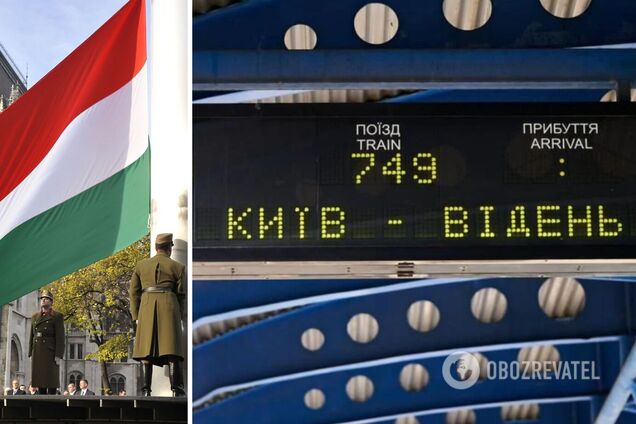 ПОЇЗД
TRAIN
749
ПРИБУТТЯ
ARRIVAL
:
КИЇВ - ВІДЕНЬ
OBOZREVATEL